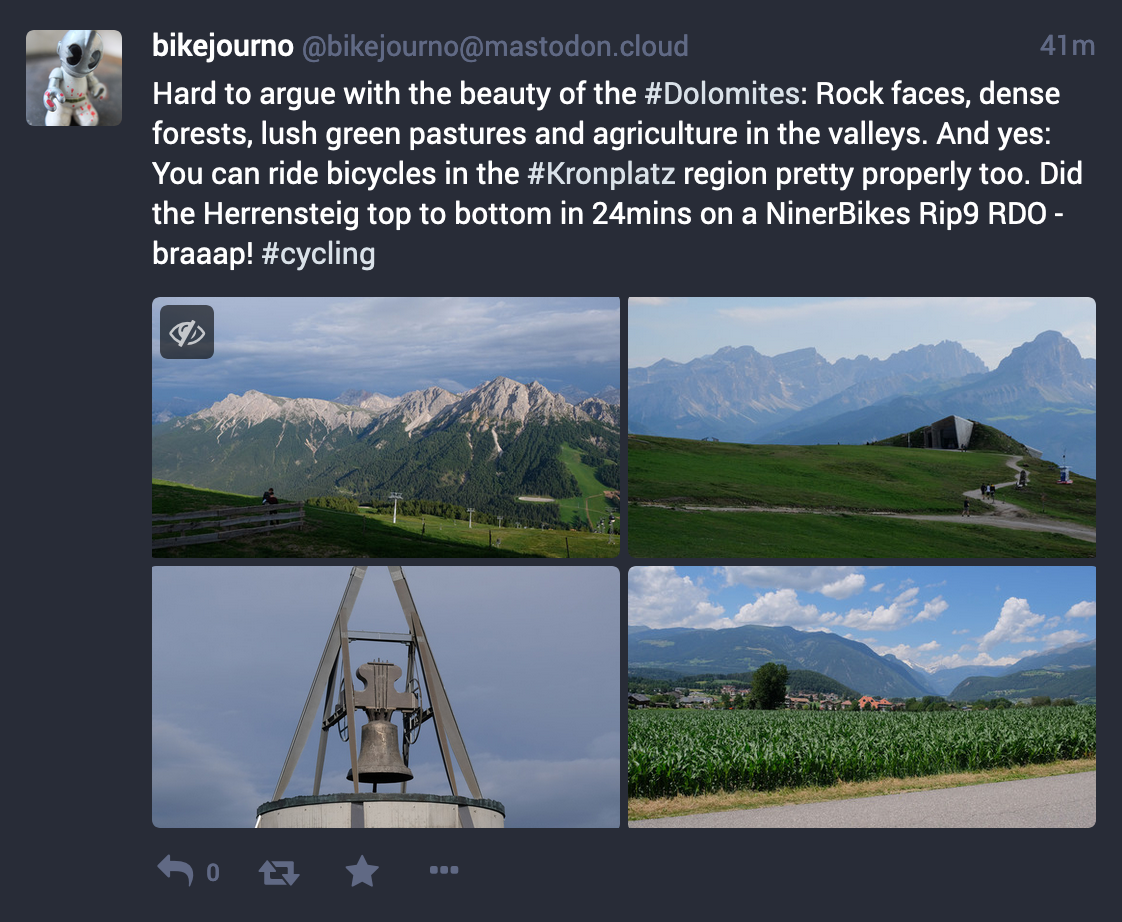 bikejourno @bikejourno@mastodon.cloud 41m
Hard to argue with the beauty of the #Dolomites: Rock faces, dense
forests, lush green pastures and agriculture in the valleys. And yes:
You can ride bicycles in the #Kronplatz region pretty properly too. Did
the Herrensteig top to bottom in 24mins on a NinerBikes Rip9 RDO -
braaap! #cycling
0